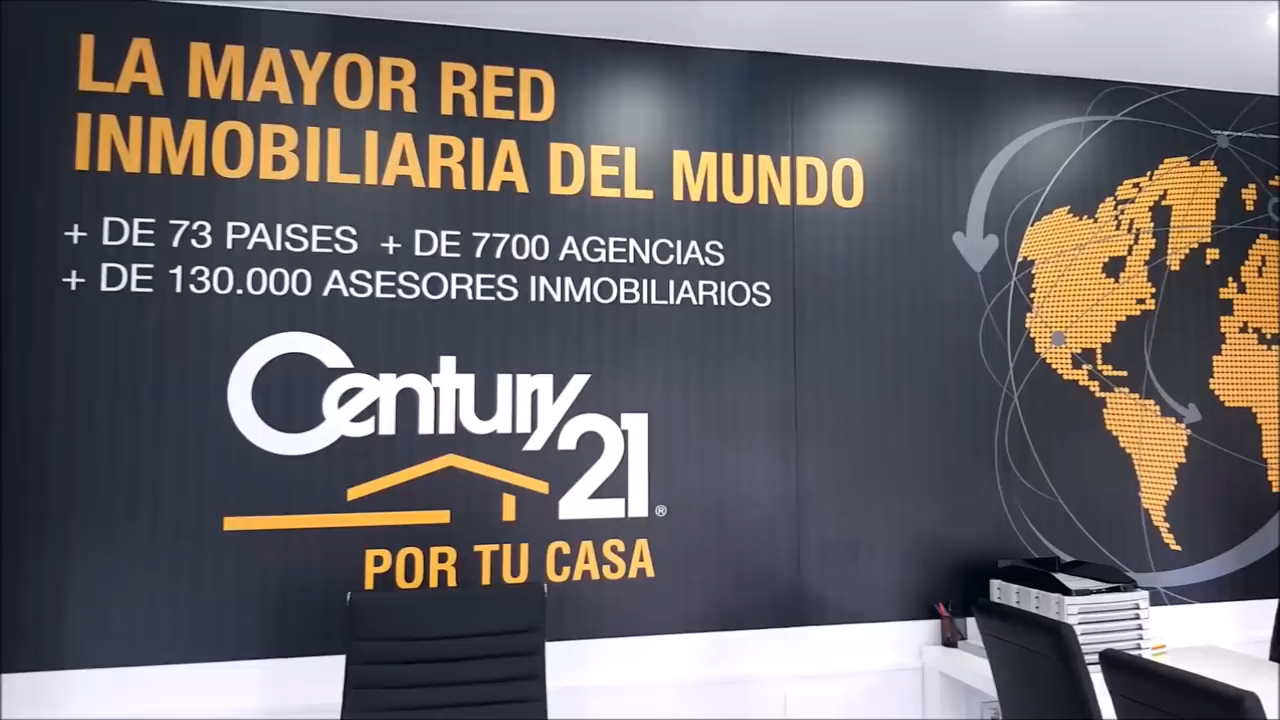 LA MAYOR RED
INMOBILIARIA DEL MUNDO
+ DE 73 PAISES + DE 7700 AGENCIAS
+ DE 130.000 ASESORES INMOBILIARIOS
Century
21®
POR TU CASA